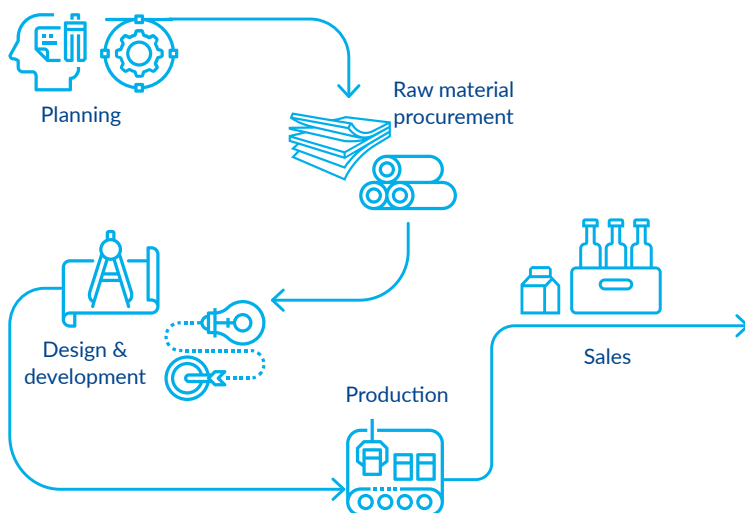 Planning
Raw material
procurement
Design &
development
Production
Sales